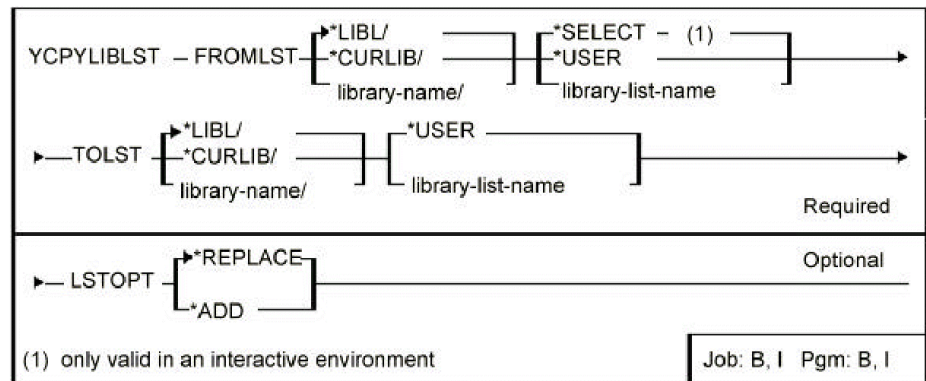 *LIBL/ *SELECT – (1)
YCPYLIBLST – FROMLST *CURLIB/ *USER
library-name/ library-list-name
*LIBL/ *USER
TOLST *CURLIB/
library-name/ library-list-name
Required
*REPLACE Optional
LSTOPT
*ADD
(1) only valid in an interactive environment Job: B, I Pgm: B, I